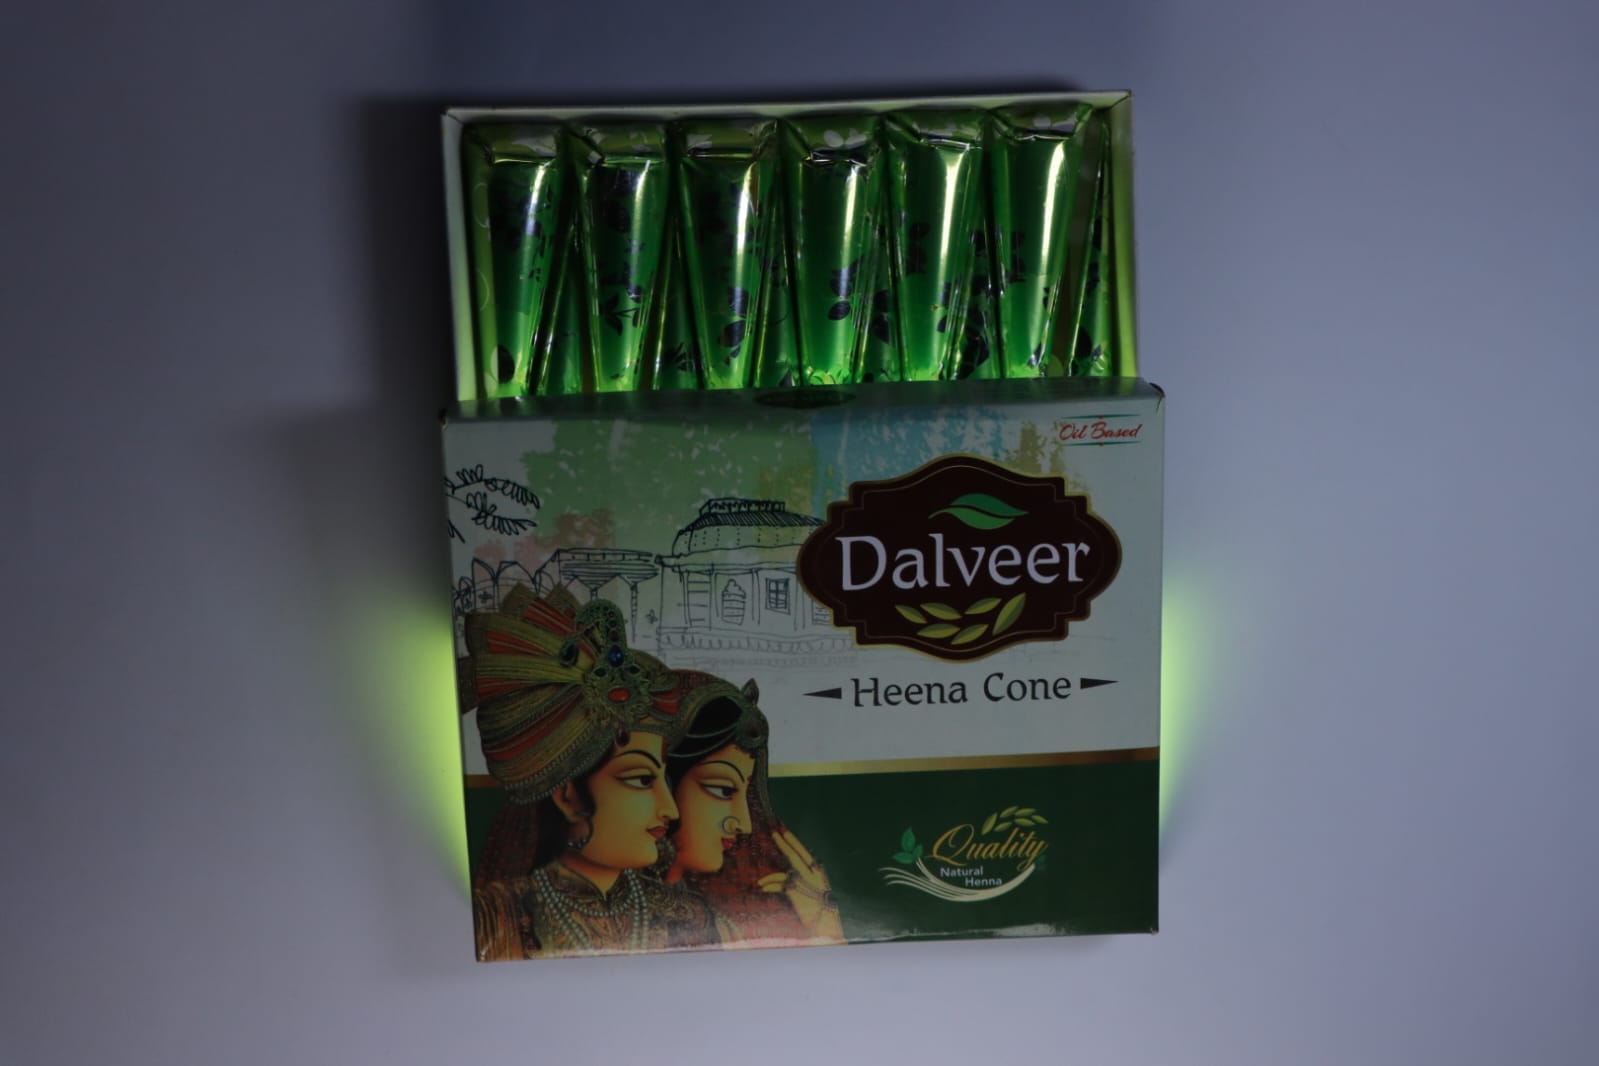 Oil Based
Dalveer
Heena Cone
Quality
Natural
Henna